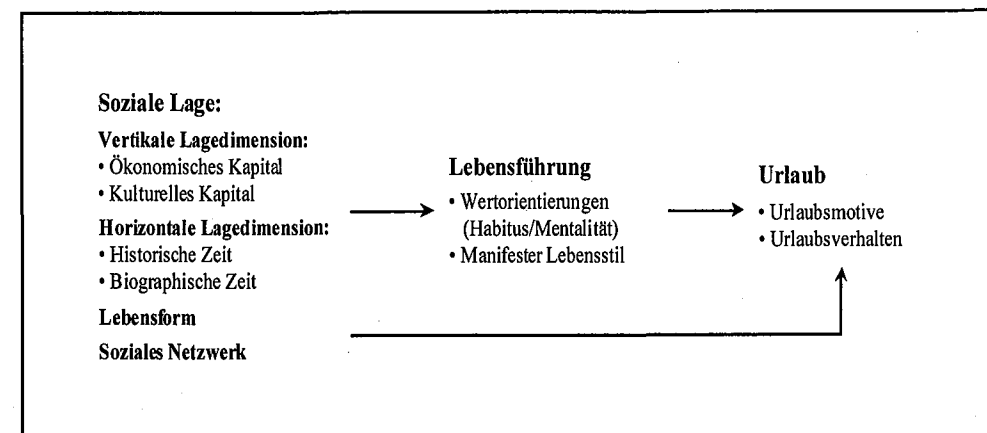 Soziale Lage:
Vertikale Lagedimension:
• Ökonomisches Kapital
• Kulturelles Kapital
Horizontale Lagedimension:
• Historische Zeit
• Biographische Zeit
Lebensform
Soziales Netzwerk
Lebensführung
• Wertorientierungen
(Habitus/Mentalität)
• Manifester Lebensstil
Urlaub
• Urlaubsmotive
• Urlaubsverhalten